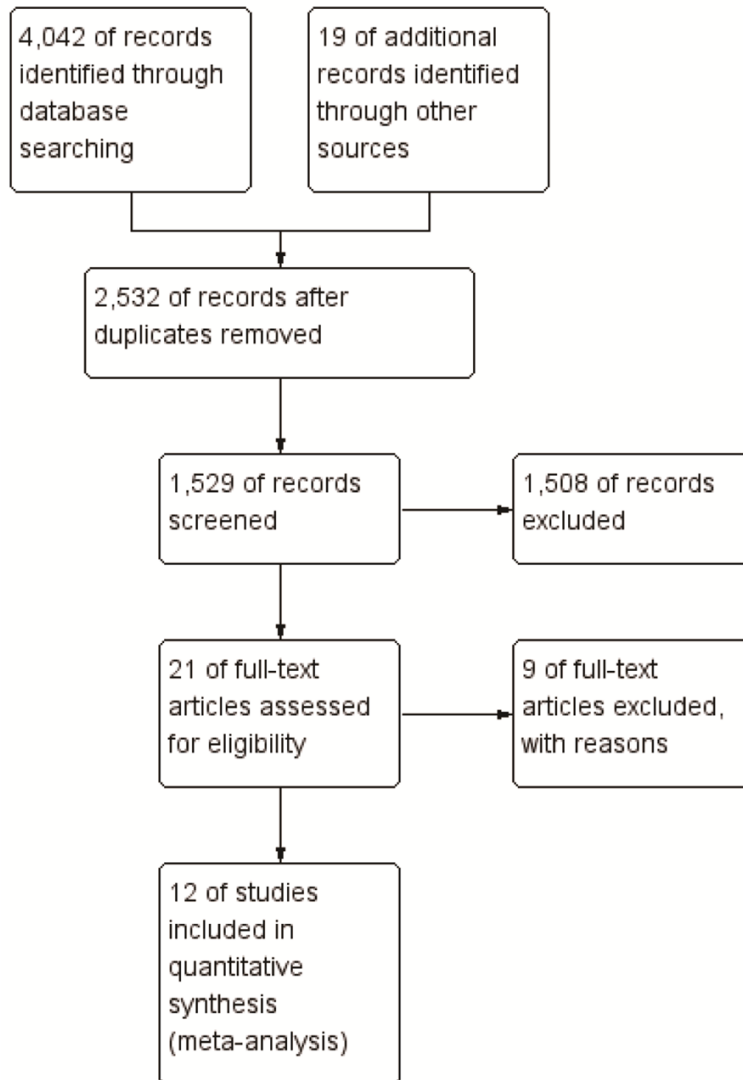 4,042 of records
identified through
database
searching
19 of additional
records identified
through other
sources
2,532 of records after
duplicates removed
1,529 of records
screened
1,508 of records
excluded
21 of full-text
articles assessed
for eligibility
9 of full-text
articles excluded,
with reasons
12 of studies
included in
quantitative
synthesis
(meta-analysis)